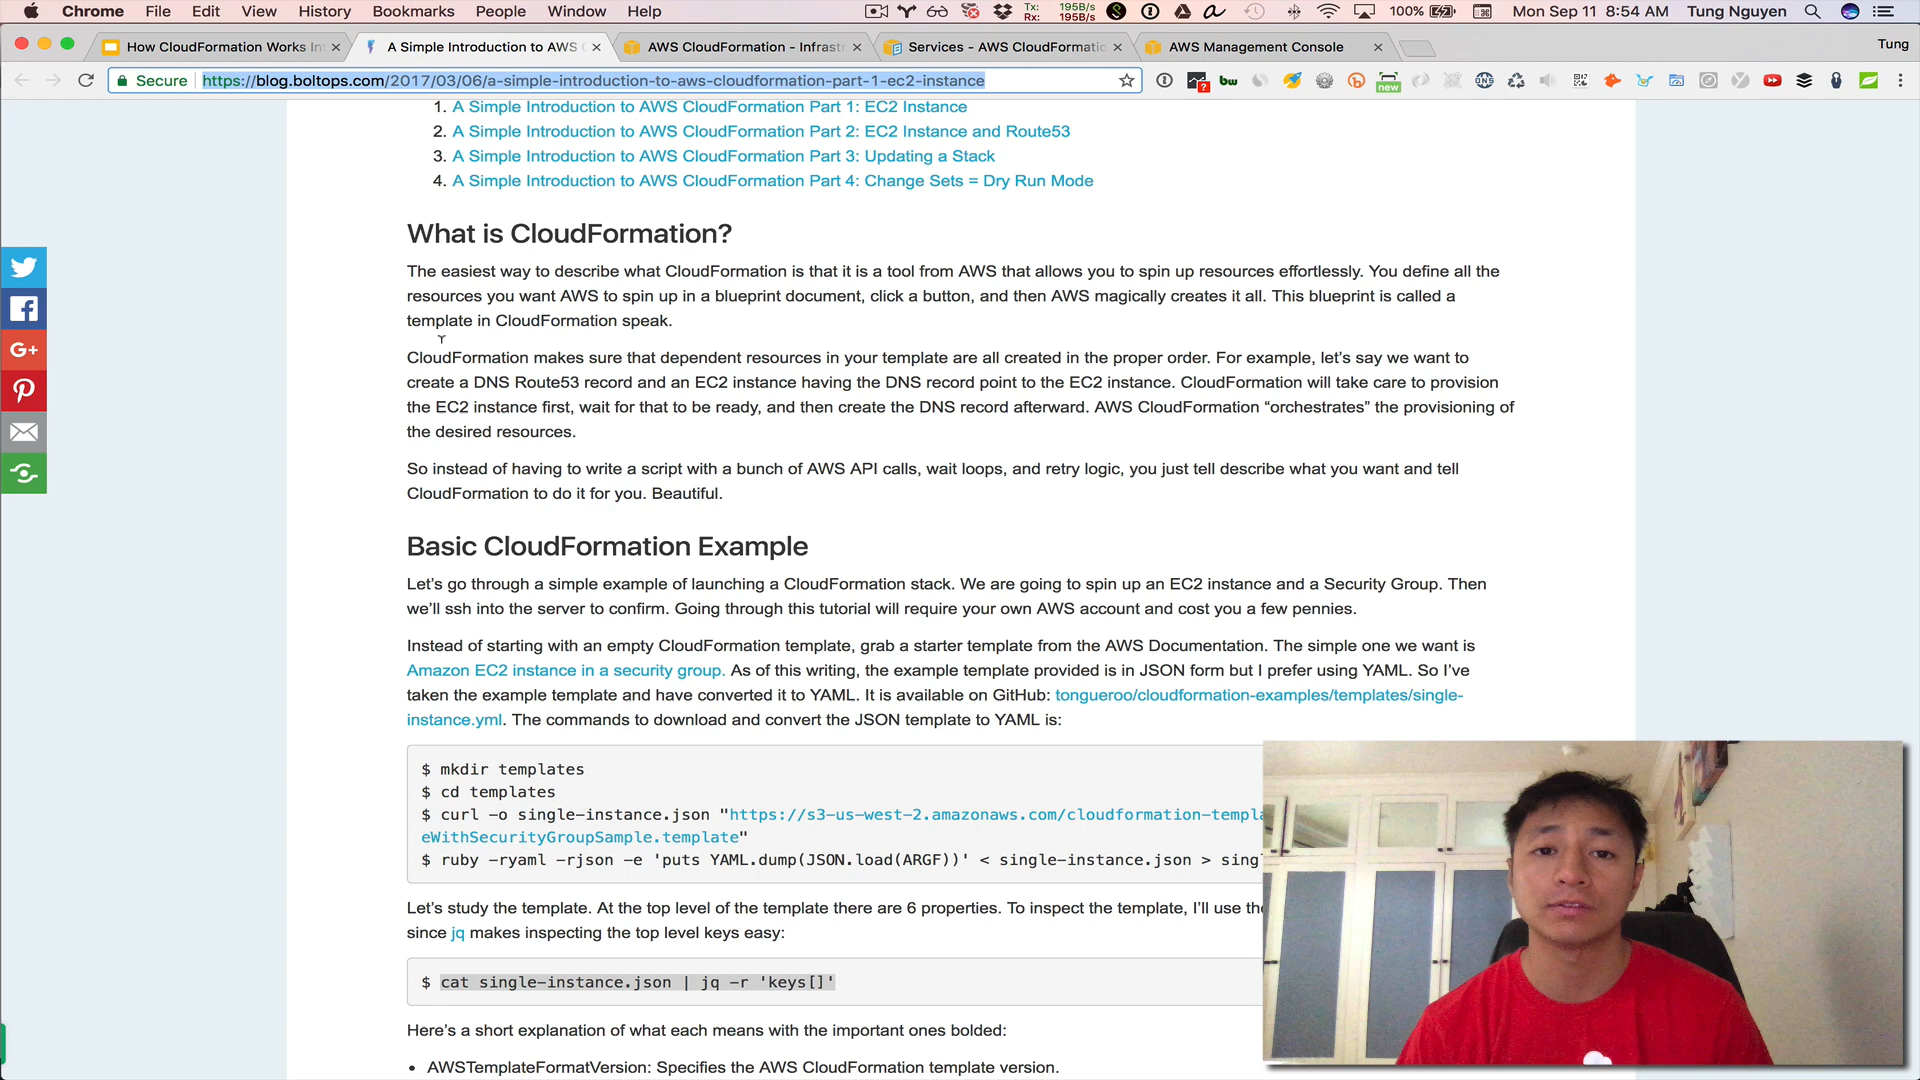 Chrome File Edit View History Bookmarks People Window Help
Tx: 195B/s
Rx: 195B/s
100% Mon Sep 11 8:54 AM Tung Nguyen
How CloudFormation Works In
A Simple Introduction to AWS C
AWS CloudFormation - Infrastr
Services - AWS CloudFormatio
AWS Management Console
Tung
Secure https://blog.boltops.com/2017/03/06/a-simple-introduction-to-aws-cloudformation-part-1-ec2-instance
bw
new
DNS
1. A Simple Introduction to AWS CloudFormation Part 1: EC2 Instance
2. A Simple Introduction to AWS CloudFormation Part 2: EC2 Instance and Route53
3. A Simple Introduction to AWS CloudFormation Part 3: Updating a Stack
4. A Simple Introduction to AWS CloudFormation Part 4: Change Sets = Dry Run Mode
What is CloudFormation?
The easiest way to describe what CloudFormation is that it is a tool from AWS that allows you to spin up resources effortlessly. You define all the
resources you want AWS to spin up in a blueprint document, click a button, and then AWS magically creates it all. This blueprint is called a
template in CloudFormation speak.
G+
CloudFormation makes sure that dependent resources in your template are all created in the proper order. For example, let's say we want to
create a DNS Route53 record and an EC2 instance having the DNS record point to the EC2 instance. CloudFormation will take care to provision
the EC2 instance first, wait for that to be ready, and then create the DNS record afterward. AWS CloudFormation “orchestrates” the provisioning of
the desired resources.
So instead of having to write a script with a bunch of AWS API calls, wait loops, and retry logic, you just tell describe what you want and tell
CloudFormation to do it for you. Beautiful.
Basic CloudFormation Example
Let's go through a simple example of launching a CloudFormation stack. We are going to spin up an EC2 instance and a Security Group. Then
we'll ssh into the server to confirm. Going through this tutorial will require your own AWS account and cost you a few pennies.
Instead of starting with an empty CloudFormation template, grab a starter template from the AWS Documentation. The simple one we want is
Amazon EC2 instance in a security group. As of this writing, the example template provided is in JSON form but I prefer using YAML. So I've
taken the example template and have converted it to YAML. It is available on GitHub: tongueroo/cloudformation-examples/templates/single-
instance.yml. The commands to download and convert the JSON template to YAML is:
$ mkdir templates
$ cd templates
$ curl -o single-instance.json "https://s3-us-west-2.amazonaws.com/cloudformation-templa
eWithSecurityGroupSample.template"
$ ruby -ryaml -rjson -e 'puts YAML.dump(JSON.load(ARGF))' < single-instance.json > singl
Let's study the template. At the top level of the template there are 6 properties. To inspect the template, I'll use the
since jq makes inspecting the top level keys easy:
$ cat single-instance.json | jq -r 'keys[]'
Here's a short explanation of what each means with the important ones bolded:
• AWSTemplateFormatVersion: Specifies the AWS CloudFormation template version.